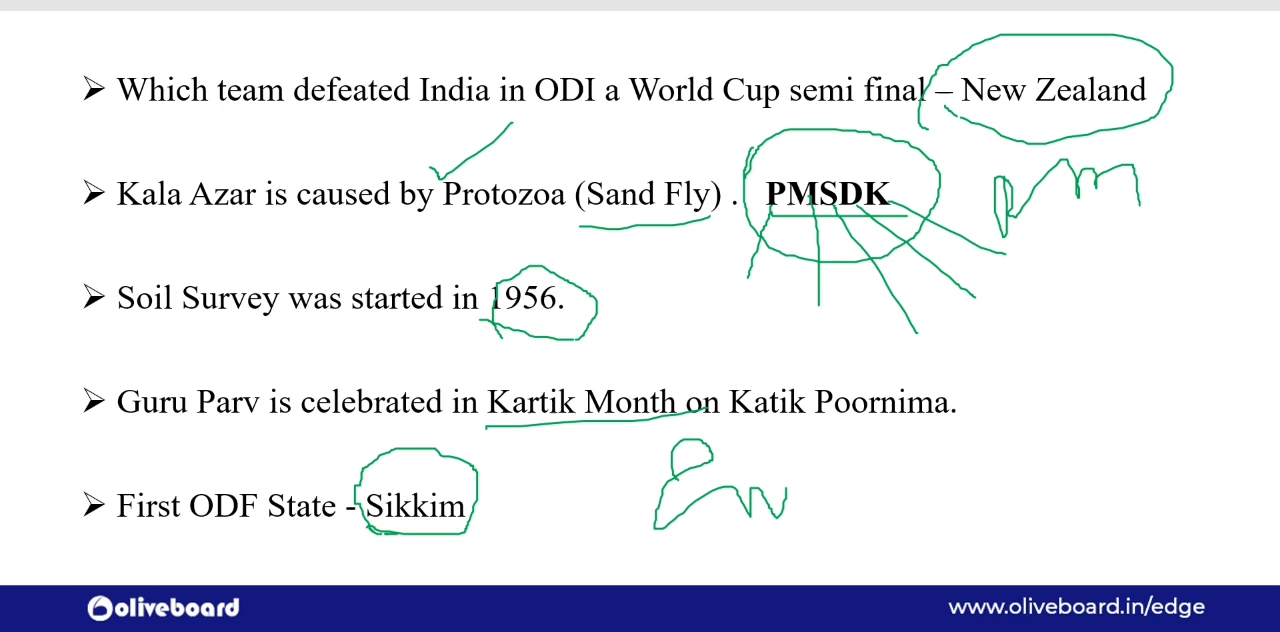 ➢ Which team defeated India in ODI a World Cup semi final – New Zealand
➢ Kala Azar is caused by Protozoa (Sand Fly) . PMSDK
➢ Soil Survey was started in 1956.
➢ Guru Parv is celebrated in Kartik Month on Katik Poornima.
➢ First ODF State - Sikkim
oliveboard www.oliveboard.in/edge